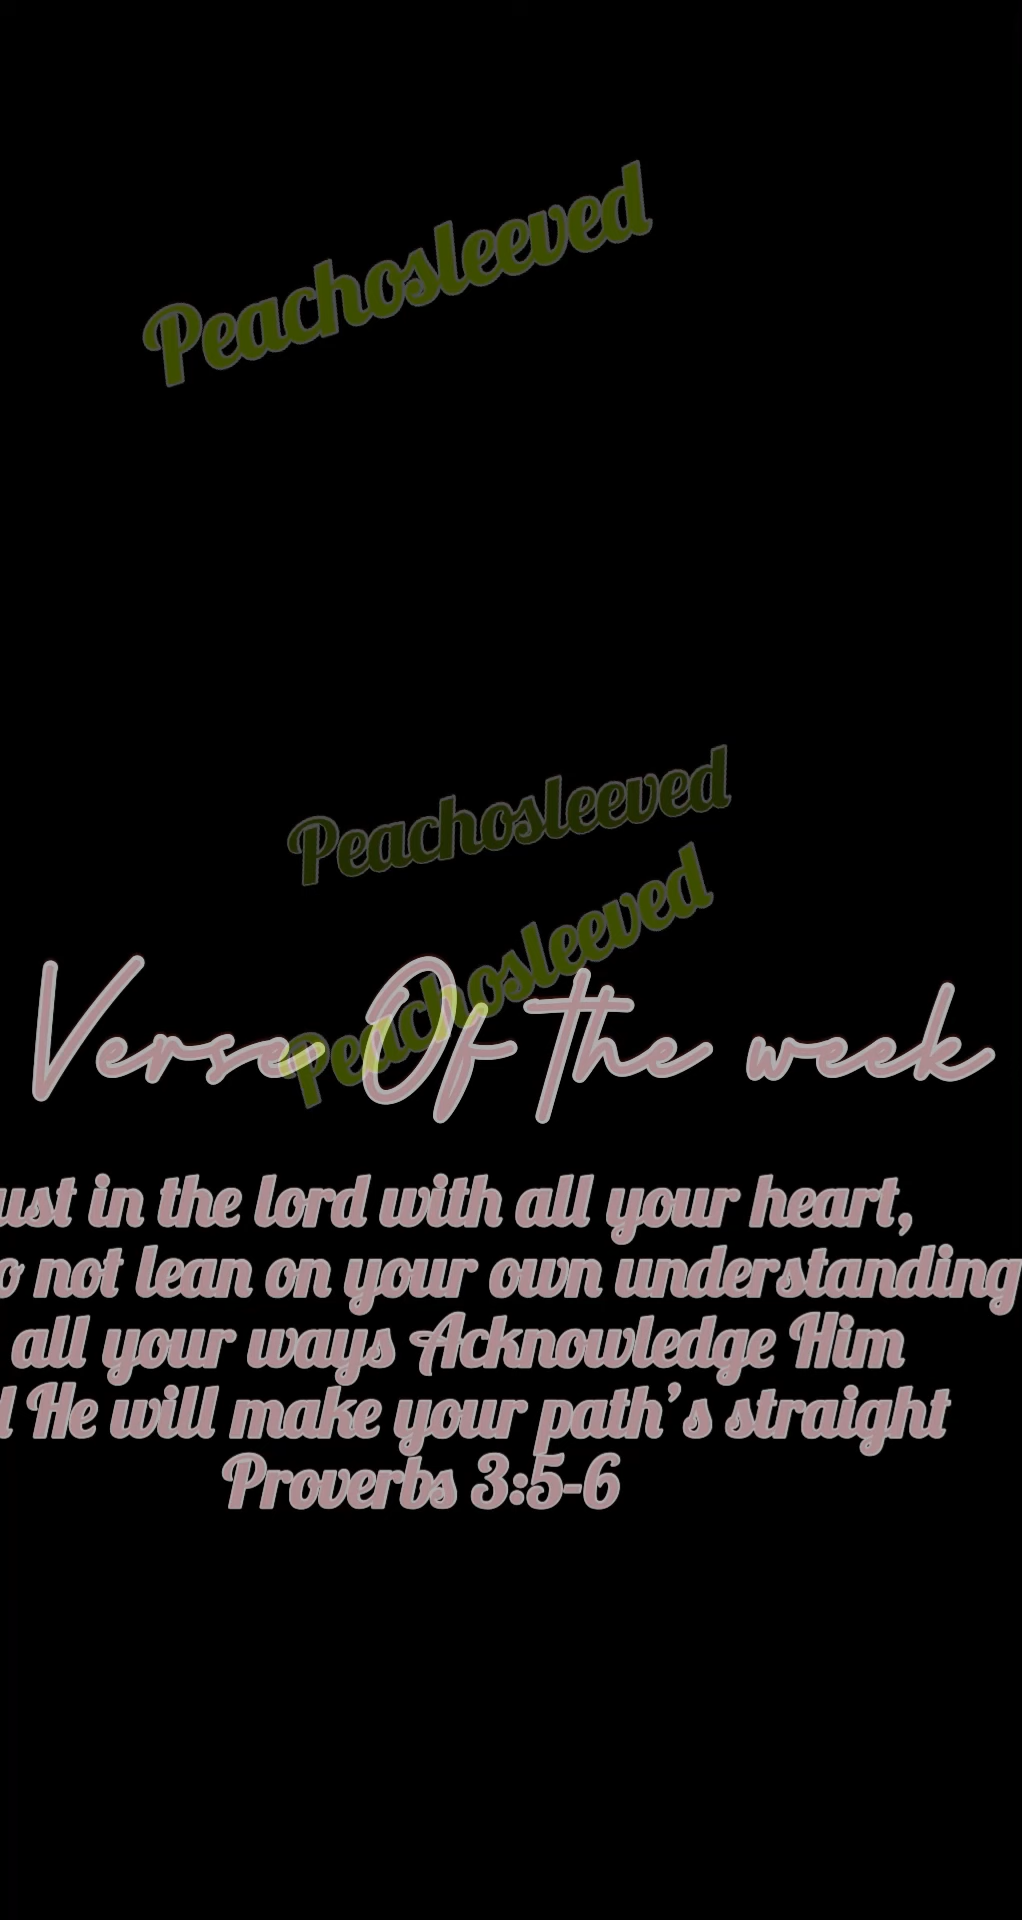 Peachosleeved
Peachosleeved
Peachosleeved
Verse Of the week
ust in the lord with all your heart,
o not lean on your own understanding
all your ways Acknowledge Him
d He will make your path's straight
Proverbs 3:5-6